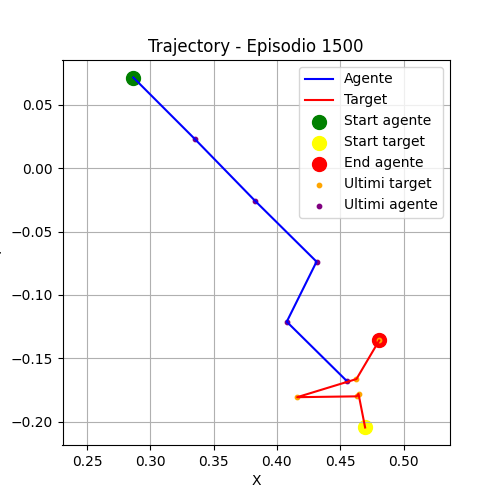 Trajectory - Episodio 1500
Agente
Target
Start agente
Start target
End agente
Ultimi target
Ultimi agente
0.05
0.00
−0.05
−0.10
−0.15
−0.20
0.25 0.30 0.35 0.40 0.45 0.50
X